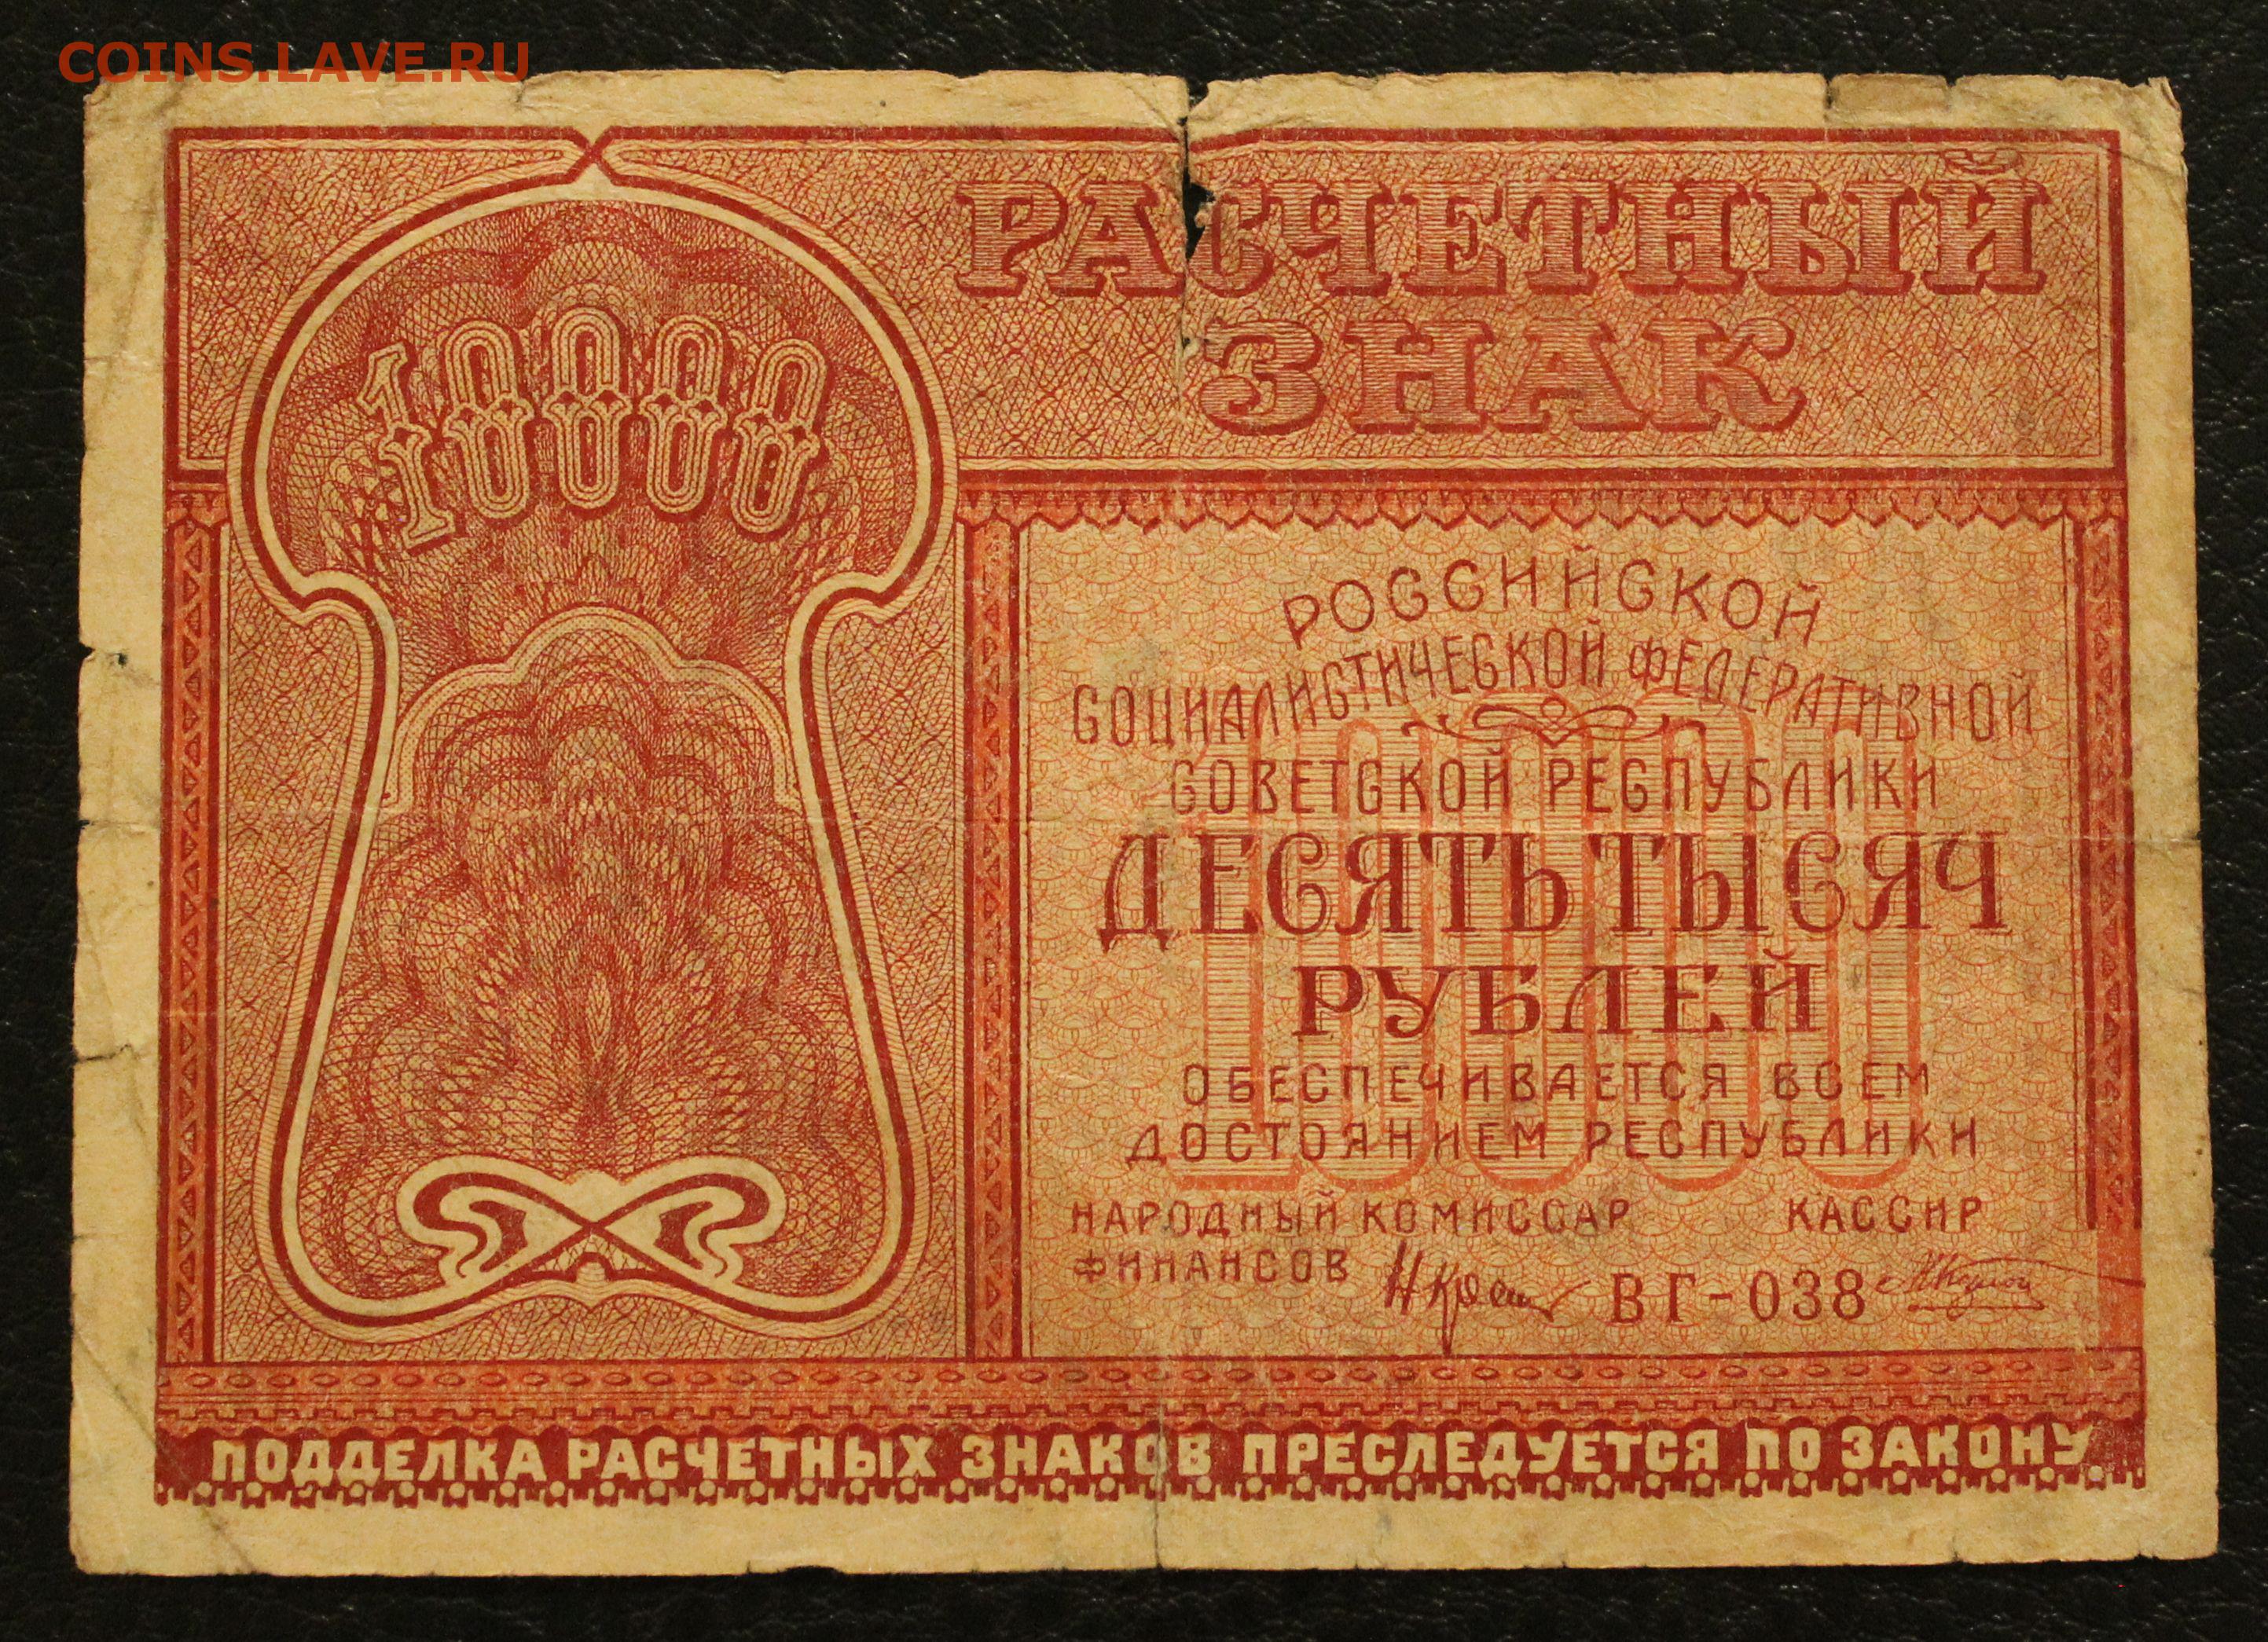 COINS.LAVE.RU
РАСЧЕТНЫЙ
ЗНАК
10000
РОССИЙСКОЙ
СОЦИАЛИСТИЧЕСКОЙ ФЕДЕРАТИВНОЙ
СОВЕТСКОЙ РЕСПУБЛИКИ
10000
ДЕСЯТЬ ТЫСЯЧ
РУБЛЕЙ
ОБЕСПЕЧИВАЕТСЯ ВСЕМ
ДОСТОЯНИЕМ РЕСПУБЛИКИ
НАРОДНЫЙ КОМИССАР КАССИР
ФИНАНСОВ ВГ-038
ПОДДЕЛКА РАСЧЕТНЫХ ЗНАКОВ ПРЕСЛЕДУЕТСЯ ПО ЗАКОНУ